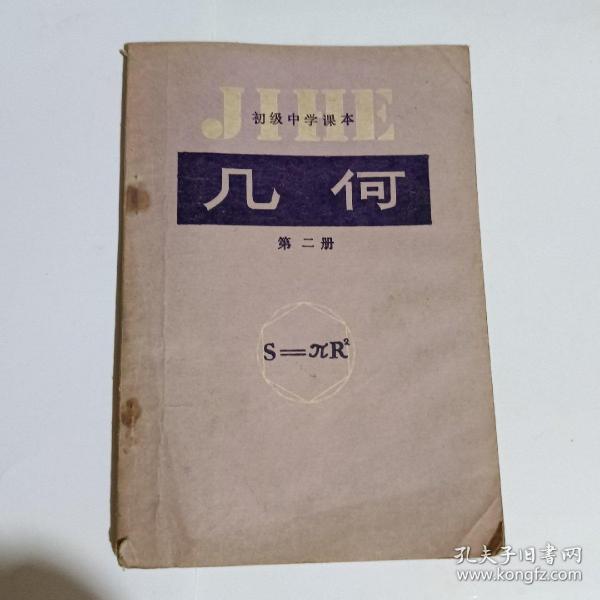 JIHE
初级中学课本
几何
第二册
S=πR²
孔夫子旧书网
www.kongfz.com